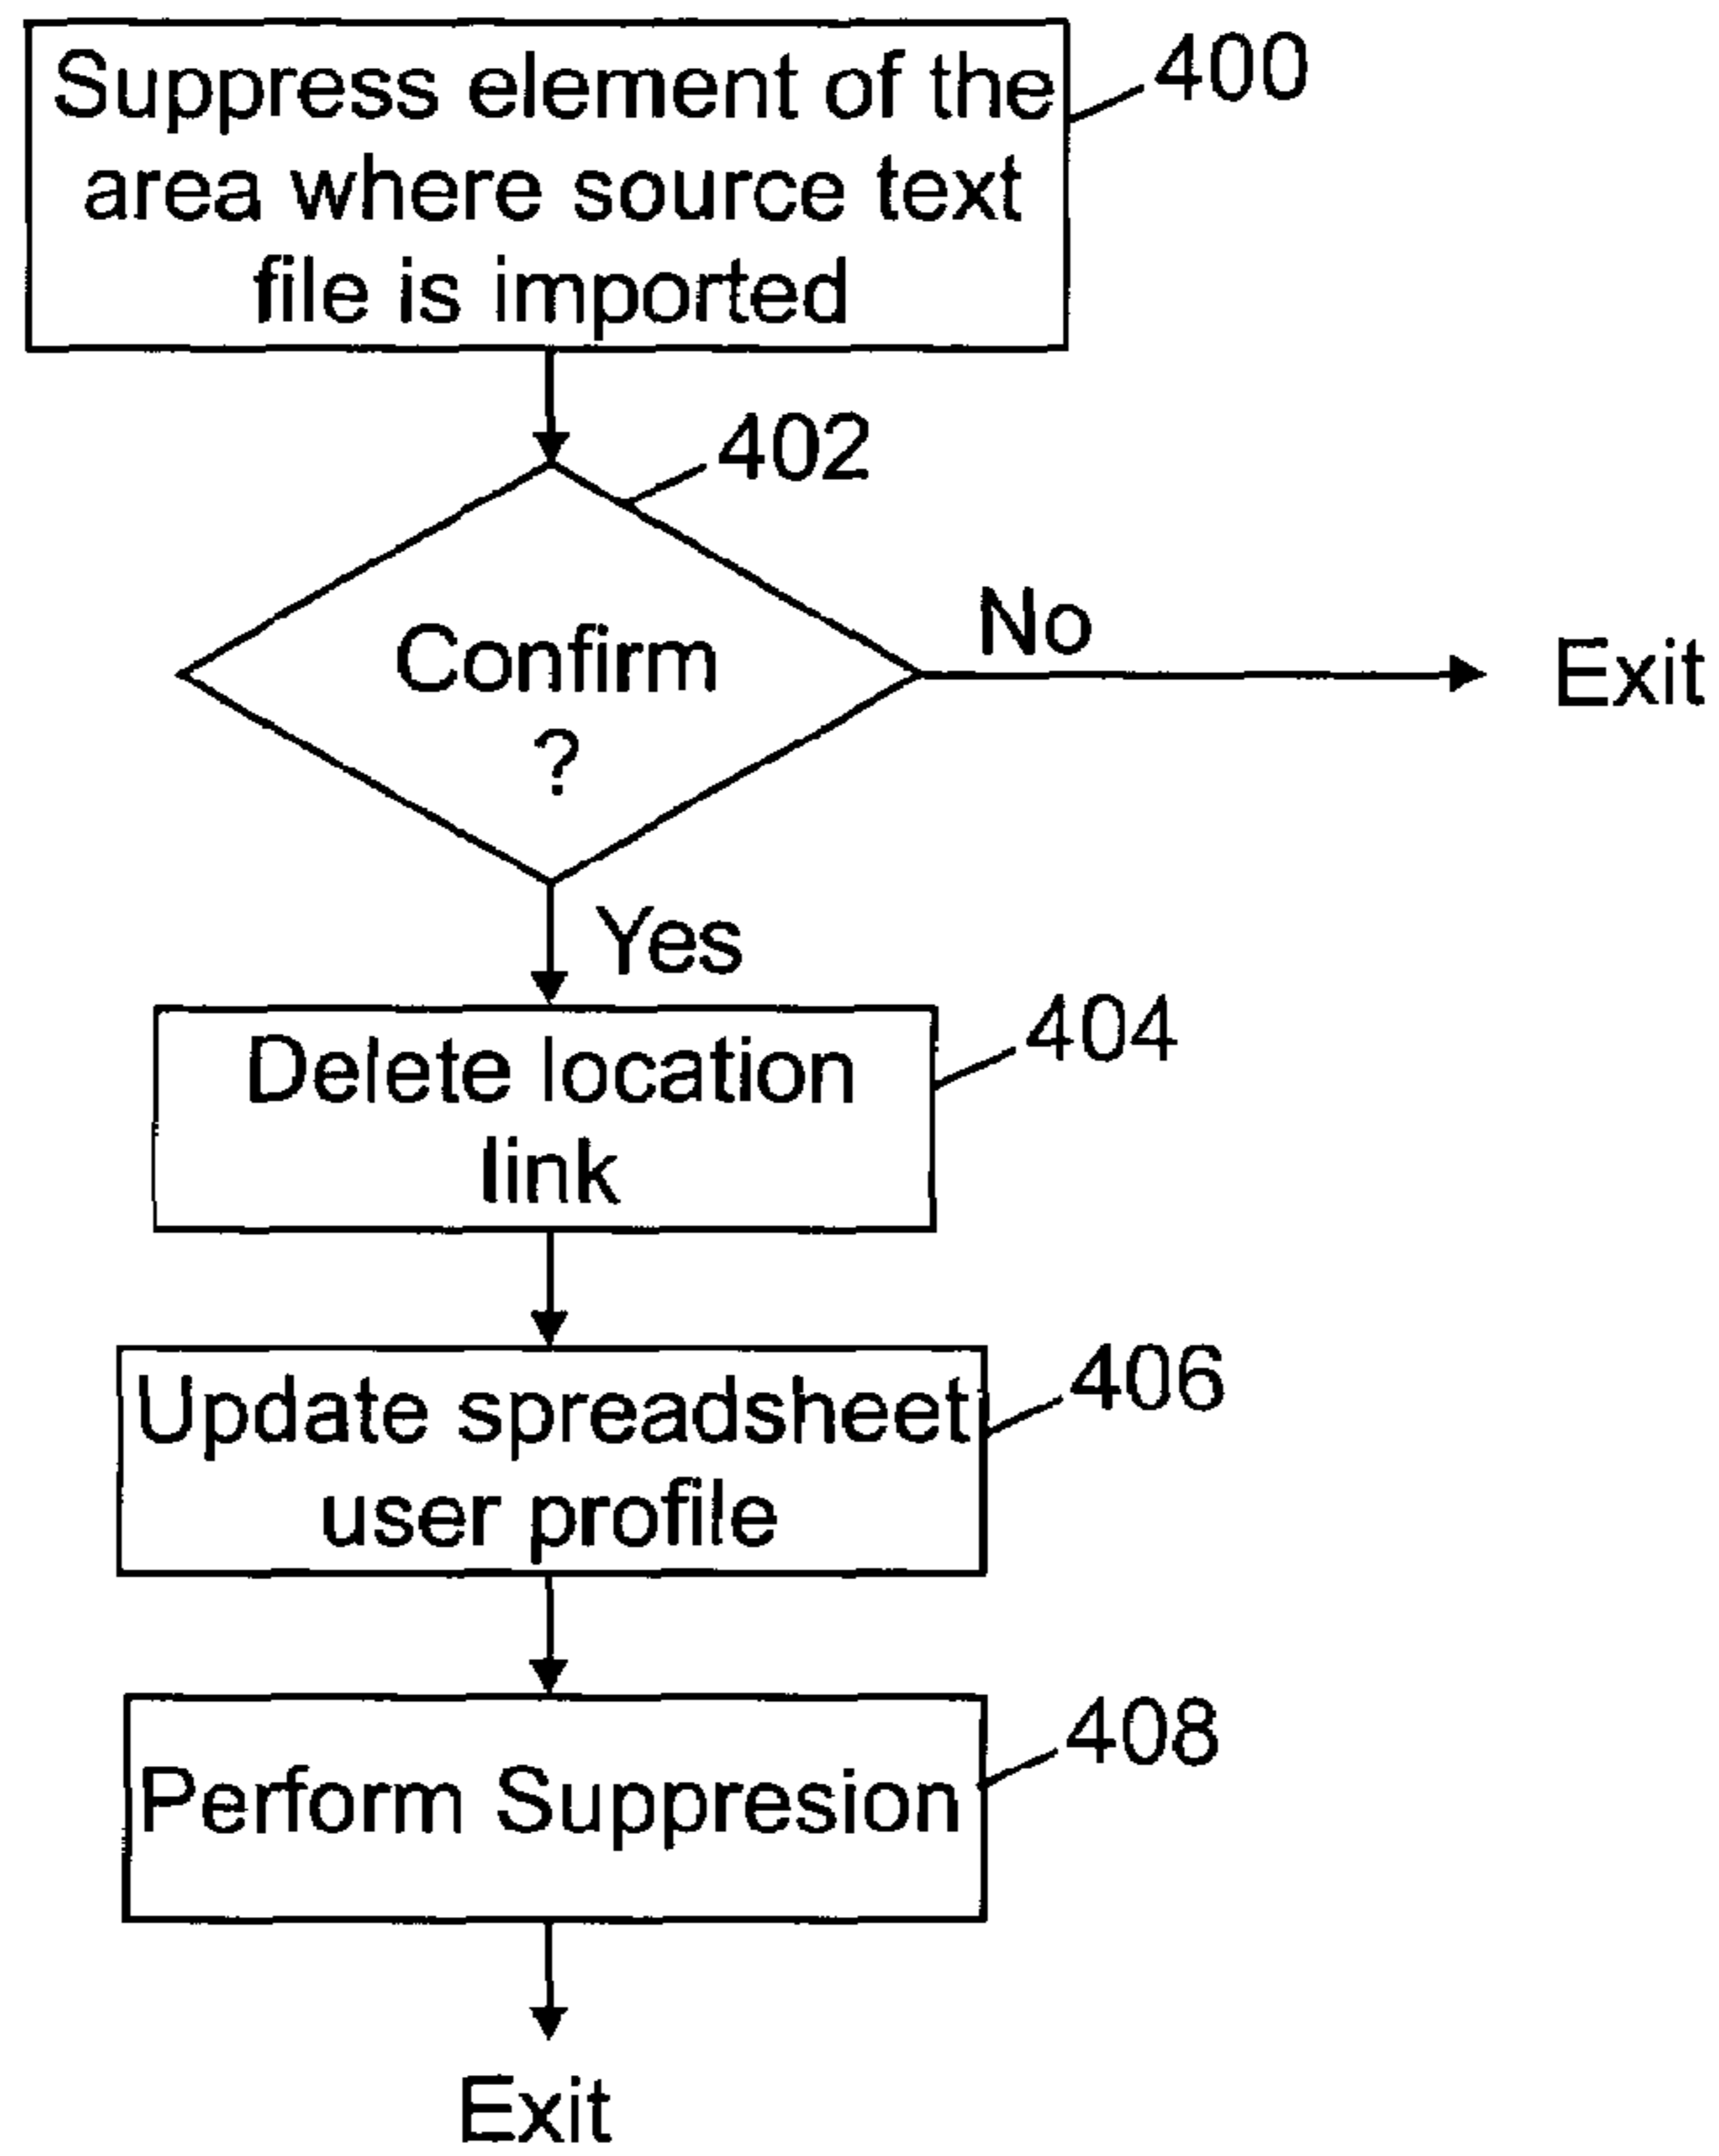 Suppress element of the
area where source text
file is imported
400
402
Confirm
?
No
Exit
Yes
Delete location
link
404
Update spreadsheet
user profile
406
Perform Suppresion
408
Exit